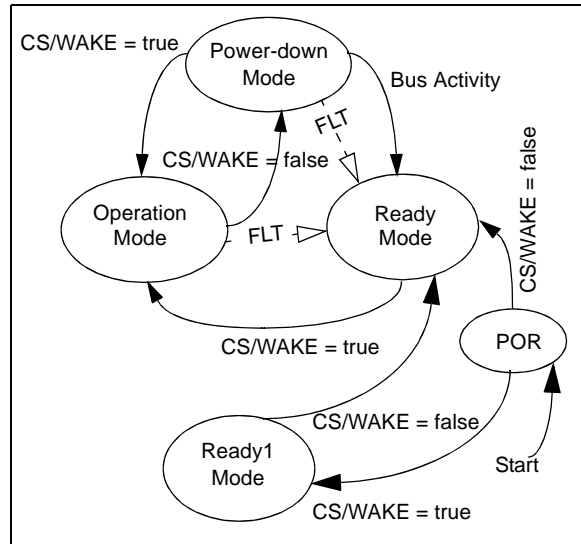 CS/WAKE = true
Power-down
Mode
Bus Activity
FLT
CS/WAKE = false
Operation
Mode
FLT
Ready
Mode
CS/WAKE = false
CS/WAKE = true
POR
CS/WAKE = false
Ready1
Mode
Start
CS/WAKE = true